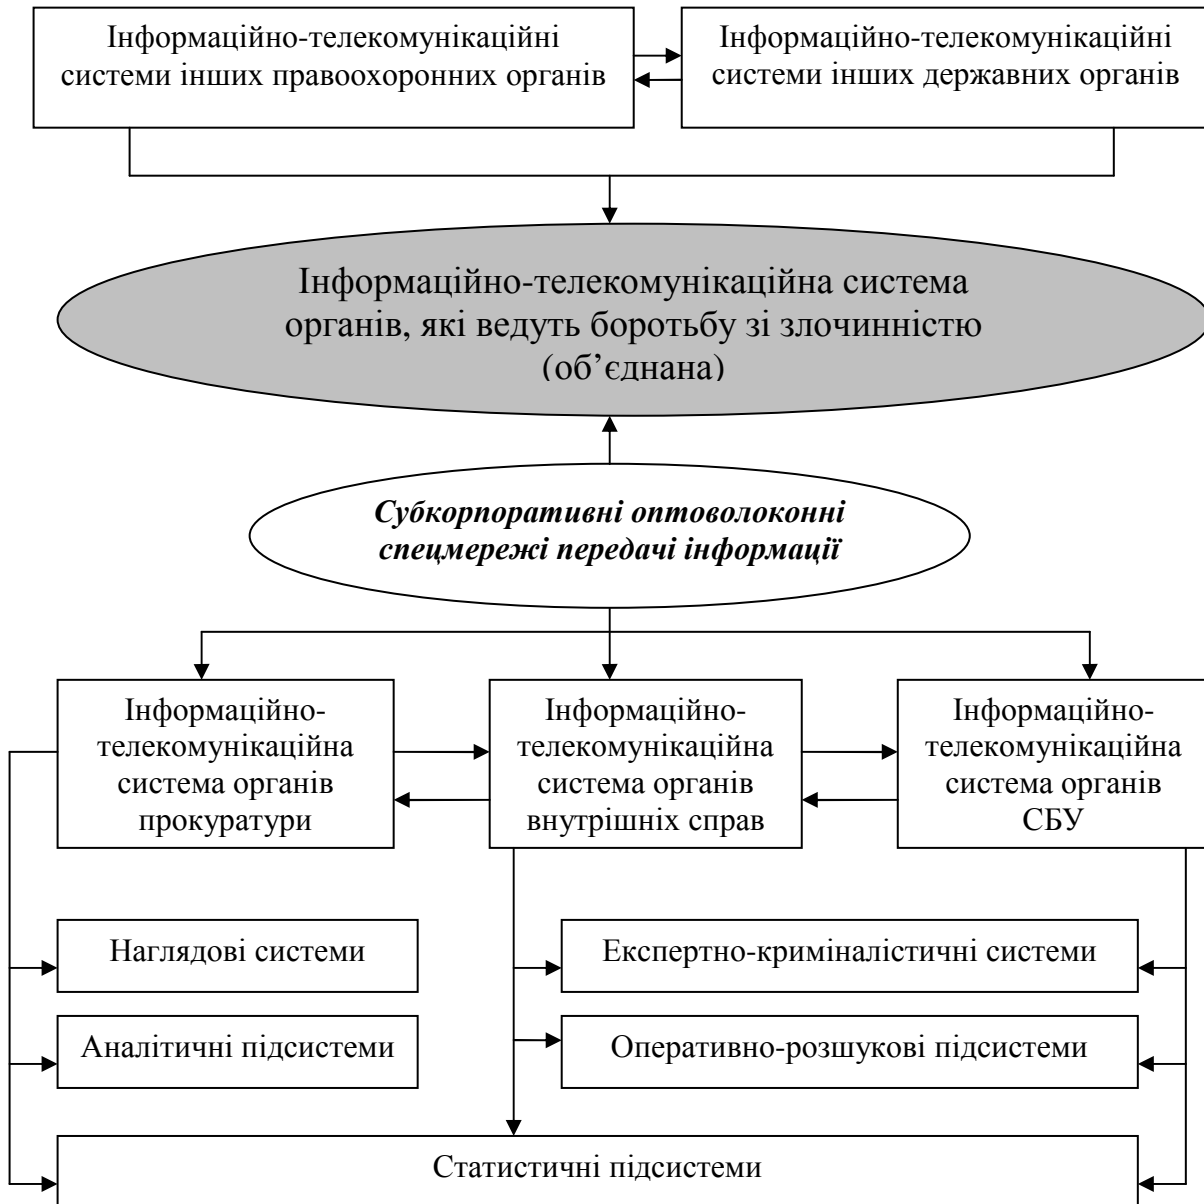 Інформаційно-телекомунікаційні
системи інших правоохоронних органів
Інформаційно-телекомунікаційні
системи інших державних органів
Інформаційно-телекомунікаційна система
органів, які ведуть боротьбу зі злочинністю
(об’єднана)
Субкорпоративні оптоволоконні
спецмережі передачі інформації
Інформаційно-
телекомунікаційна
система органів
прокуратури
Інформаційно-
телекомунікаційна
система органів
внутрішніх справ
Інформаційно-
телекомунікаційна
система органів
СБУ
Наглядові системи
Експертно-криміналістичні системи
Аналітичні підсистеми
Оперативно-розшукові підсистеми
Статистичні підсистеми